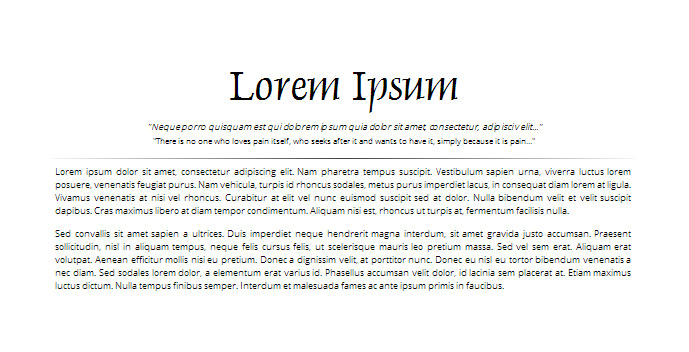 Lorem Ipsum
"Neque porro quisquam est qui dolorem ipsum quia dolor sit amet, consectetur, adipisci velit..."
"There is no one who loves pain itself, who seeks after it and wants to have it, simply because it is pain..."
Lorem ipsum dolor sit amet, consectetur adipiscing elit. Nam pharetra tempus suscipit. Vestibulum sapien urna, viverra luctus lorem
posuere, venenatis feugiat purus. Nam vehicula, turpis id rhoncus sodales, metus purus imperdiet lacus, in consequat diam lorem at ligula.
Vivamus venenatis at nisi vel rhoncus. Curabitur at elit vel nunc euismod suscipit sed at dolor. Nulla bibendum velit et velit suscipit
dapibus. Cras maximus libero at diam tempor condimentum. Aliquam nisi est, rhoncus ut turpis at, fermentum facilisis nulla.
Sed convallis sit amet sapien a ultrices. Duis imperdiet neque hendrerit magna interdum, sit amet gravida justo accumsan. Praesent
sollicitudin, nisl in aliquam tempus, neque felis cursus felis, ut scelerisque mauris leo pretium massa. Sed vel sem erat. Aliquam erat
volutpat. Aenean efficitur mollis nisi eu pretium. Donec a dignissim velit, at porttitor nunc. Donec eu nisl eu tortor bibendum venenatis a
nec diam. Sed sodales lorem dolor, a elementum erat varius id. Phasellus accumsan velit dolor, id lacinia sem placerat at. Etiam maximus
luctus dictum. Nulla tempus finibus semper. Interdum et malesuada fames ac ante ipsum primis in faucibus.